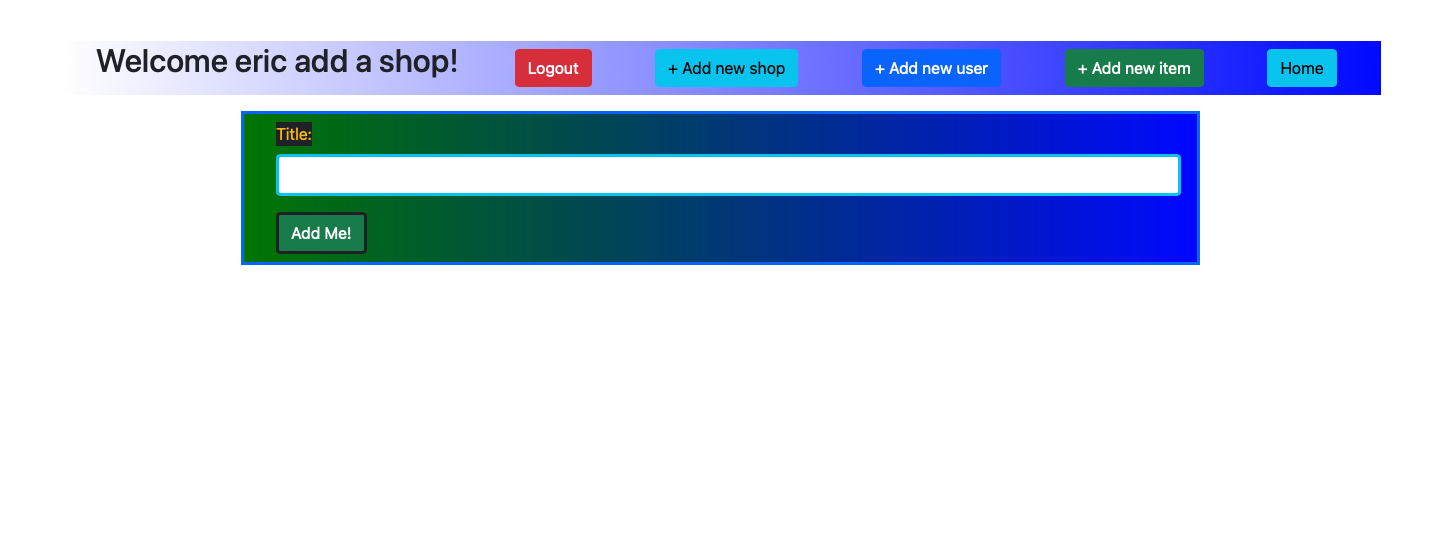 Welcome eric add a shop! Logout + Add new shop + Add new user + Add new item Home
Title:
Add Me!